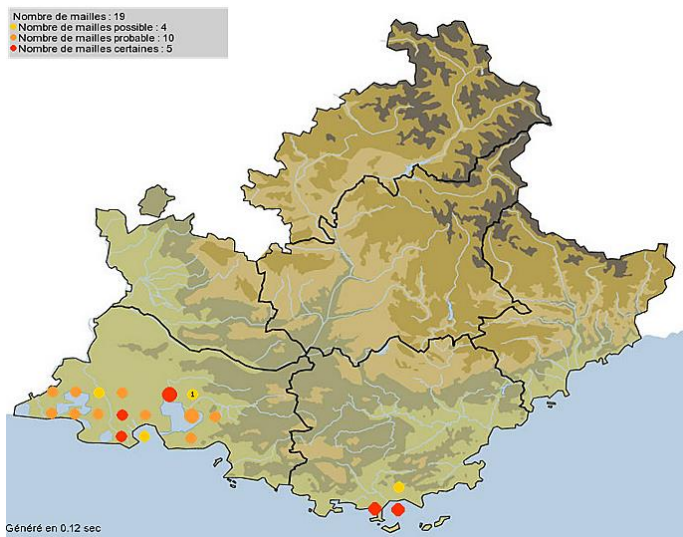 Nombre de mailles : 19
Nombre de mailles possible : 4
Nombre de mailles probable : 10
Nombre de mailles certaines : 5
1
Généré en 0.12 sec